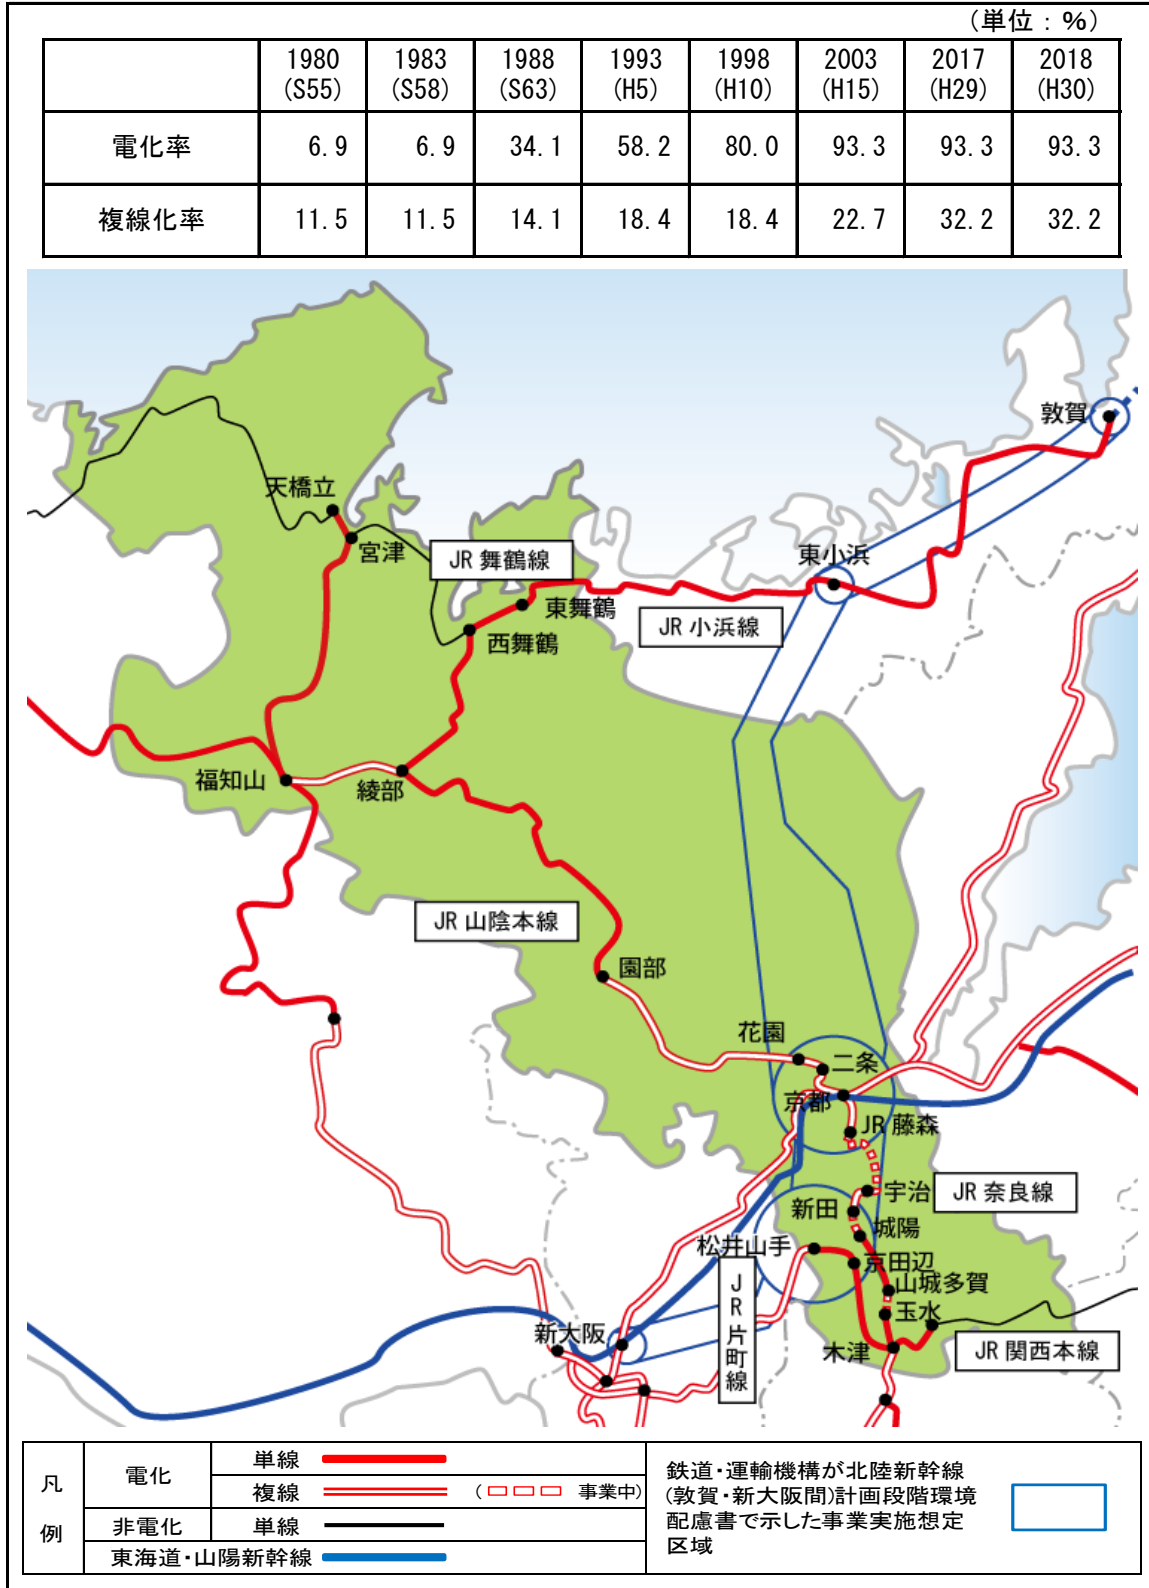 (単位：%)
1980 1983 1988 1993 1998 2003 2017 2018
(S55) (S58) (S63) (H5) (H10) (H15) (H29) (H30)
電化率 6.9 6.9 34.1 58.2 80.0 93.3 93.3 93.3
複線化率 11.5 11.5 14.1 18.4 18.4 22.7 32.2 32.2
敦賀
天橋立
宮津
JR 舞鶴線
東小浜
東舞鶴
JR 小浜線
西舞鶴
福知山
綾部
JR 山陰本線
園部
花園
二条
京都
JR 藤森
宇治
JR 奈良線
新田
城陽
松井山手
京田辺
山城多賀
JR片町線
玉水
新大阪
木津
JR 関西本線
凡例
電化
単線
複線
(事業中)
非電化
単線
東海道・山陽新幹線
鉄道・運輸機構が北陸新幹線
(敦賀・新大阪間)計画段階環境
配慮書で示した事業実施想定
区域